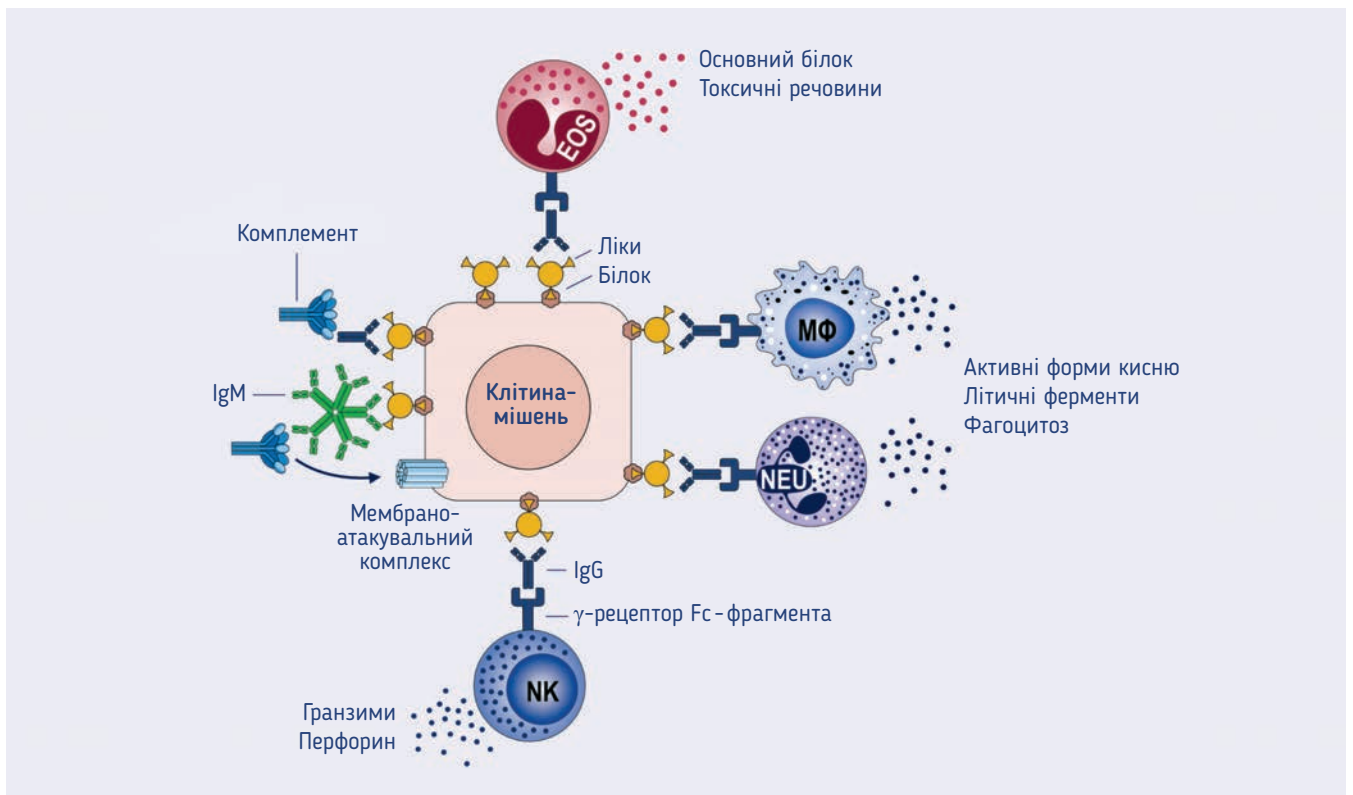 Основний білок
Токсичні речовини
EOS
Комплемент
Ліки
Білок
МФ
IgM
Клітина-
мішень
Активні форми кисню
Літичні ферменти
Фагоцитоз
NEU
Мембрано-
атакувальний
комплекс
IgG
γ-рецептор Fc-фрагмента
NK
Гранзими
Перфорин